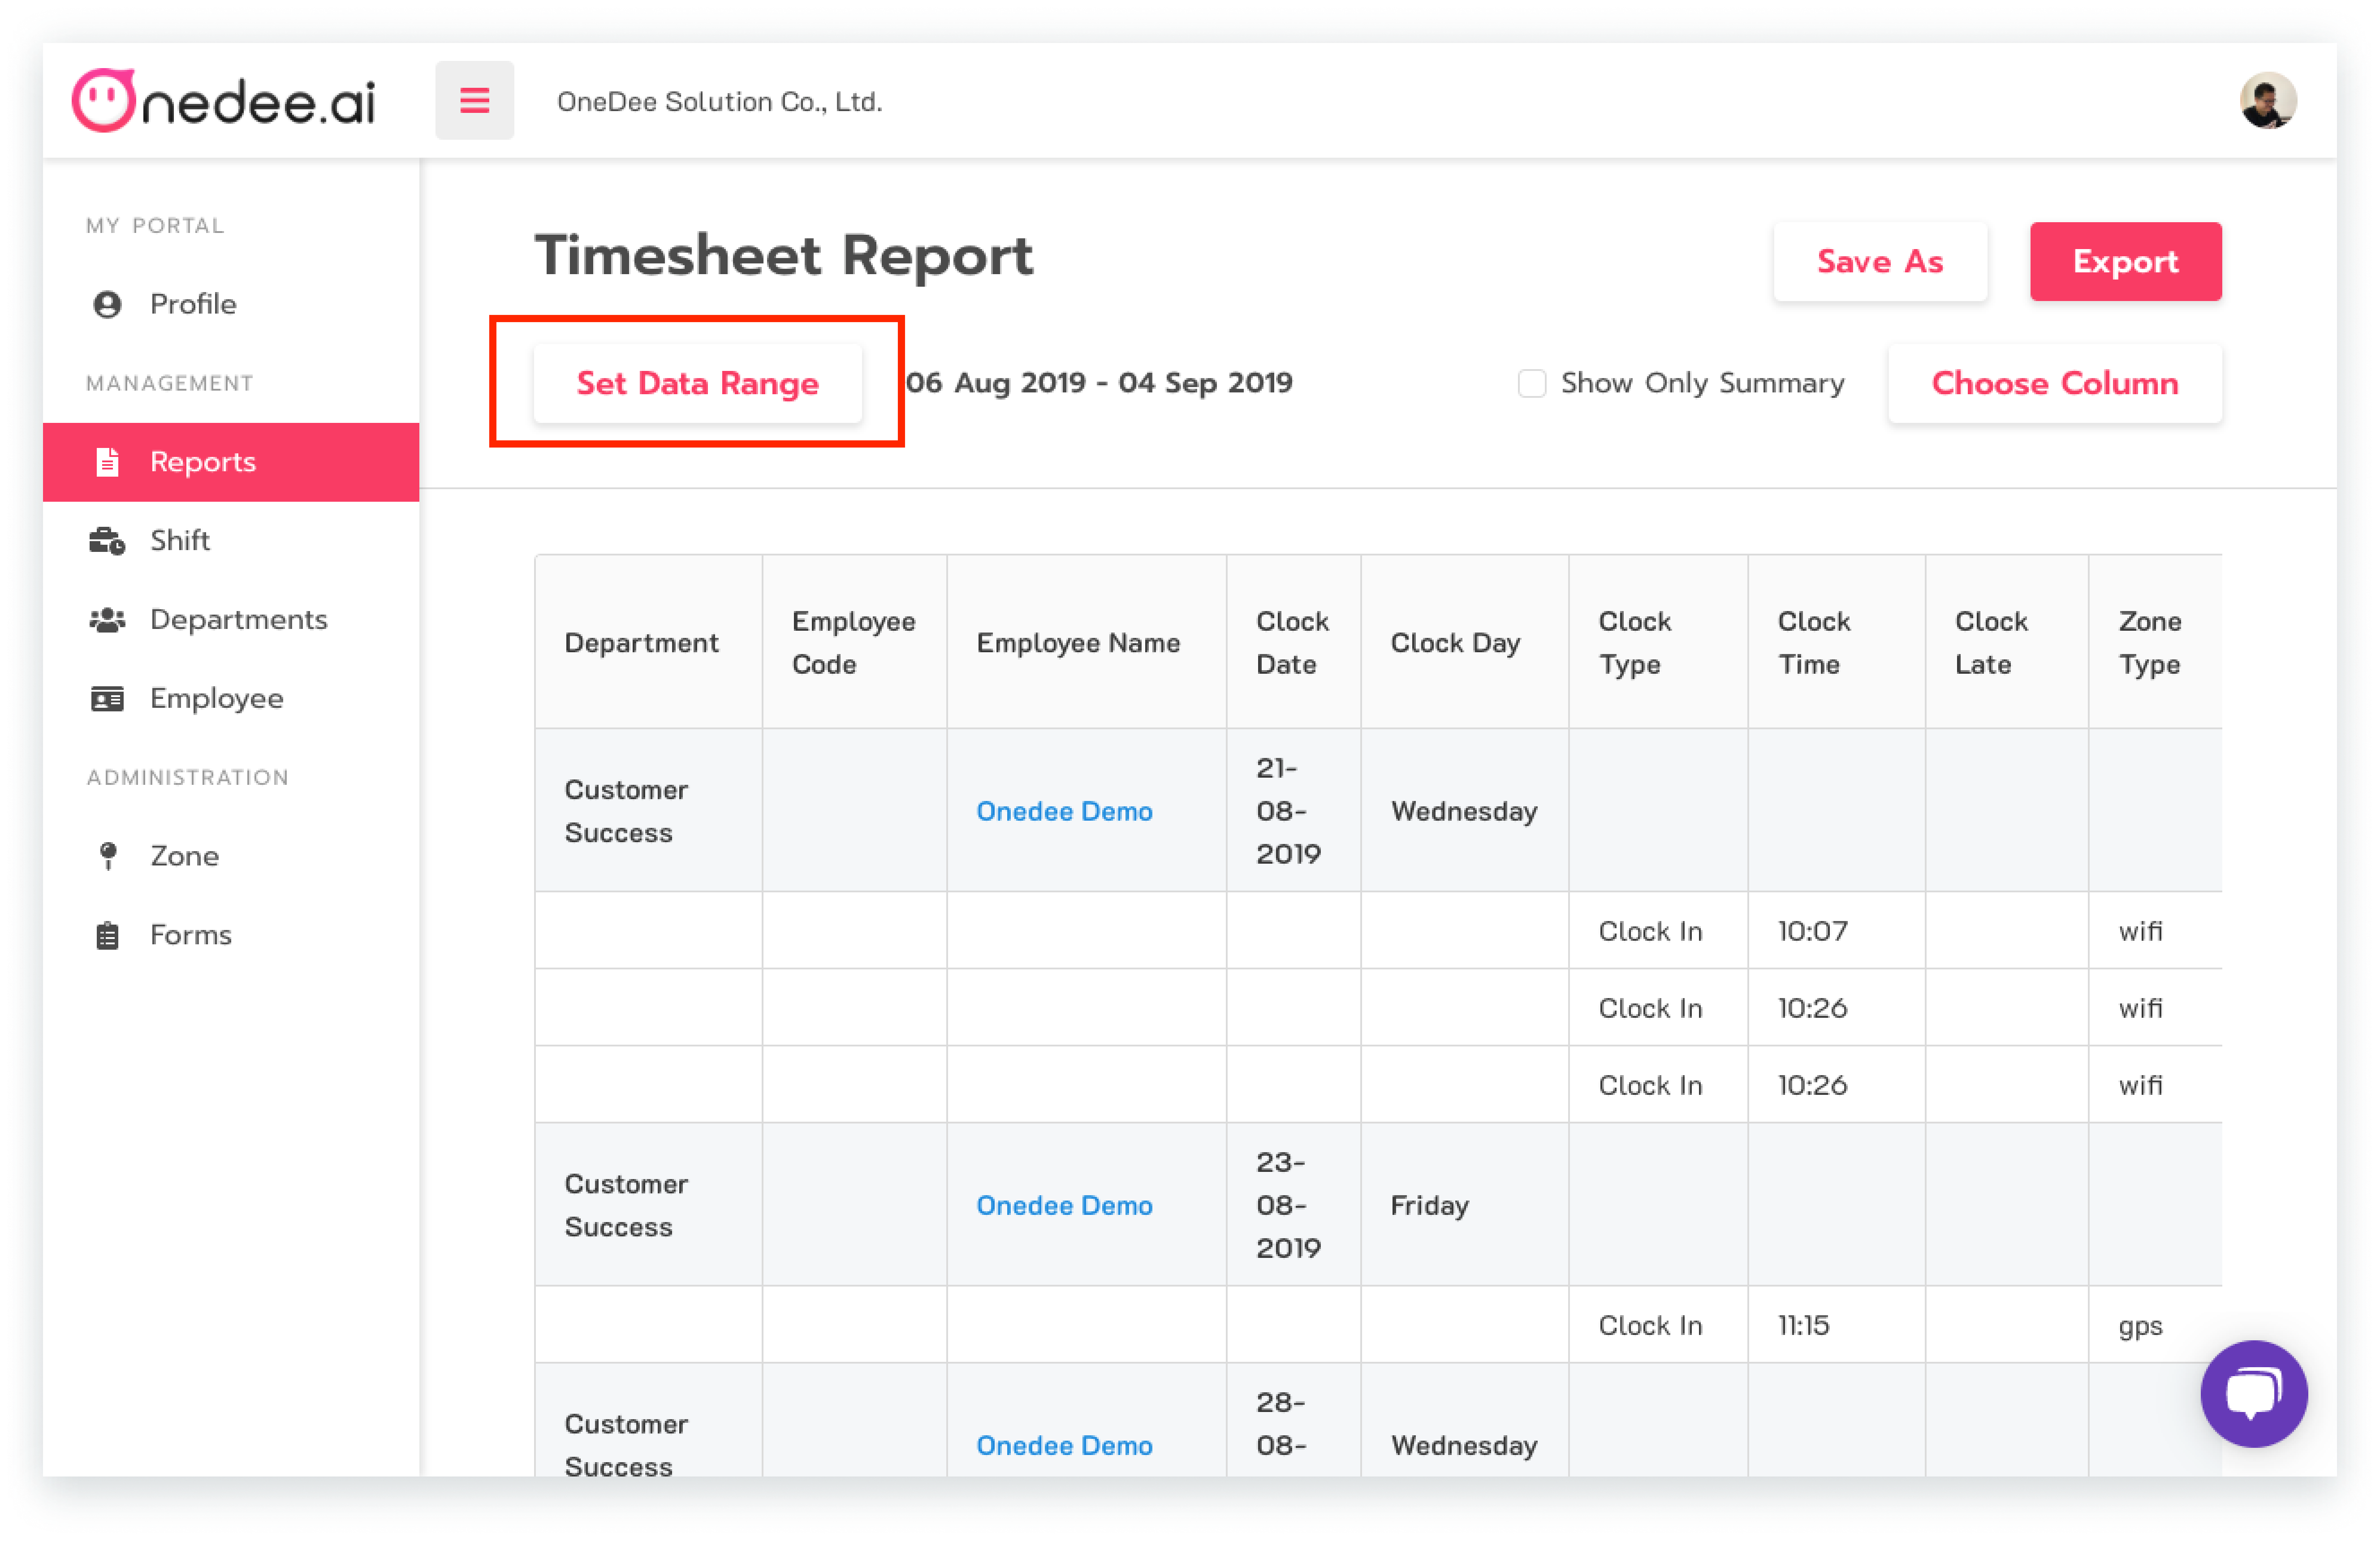 Onedee.ai
OneDee Solution Co., Ltd.
MY PORTAL
Profile
MANAGEMENT
Reports
Shift
Departments
Employee
ADMINISTRATION
Zone
Forms
Timesheet Report
Save As
Export
Set Data Range
06 Aug 2019 - 04 Sep 2019
Show Only Summary
Choose Column
Department
Employee
Code
Employee Name
Clock
Date
Clock Day
Clock
Type
Clock
Time
Clock
Late
Zone
Type
Customer
Success
Onedee Demo
21-
08-
2019
Wednesday
Clock In 10:07 wifi
Clock In 10:26 wifi
Clock In 10:26 wifi
Customer
Success
Onedee Demo
23-
08-
2019
Friday
Clock In 11:15 gps
Customer
Success
Onedee Demo
28-
08-
Wednesday